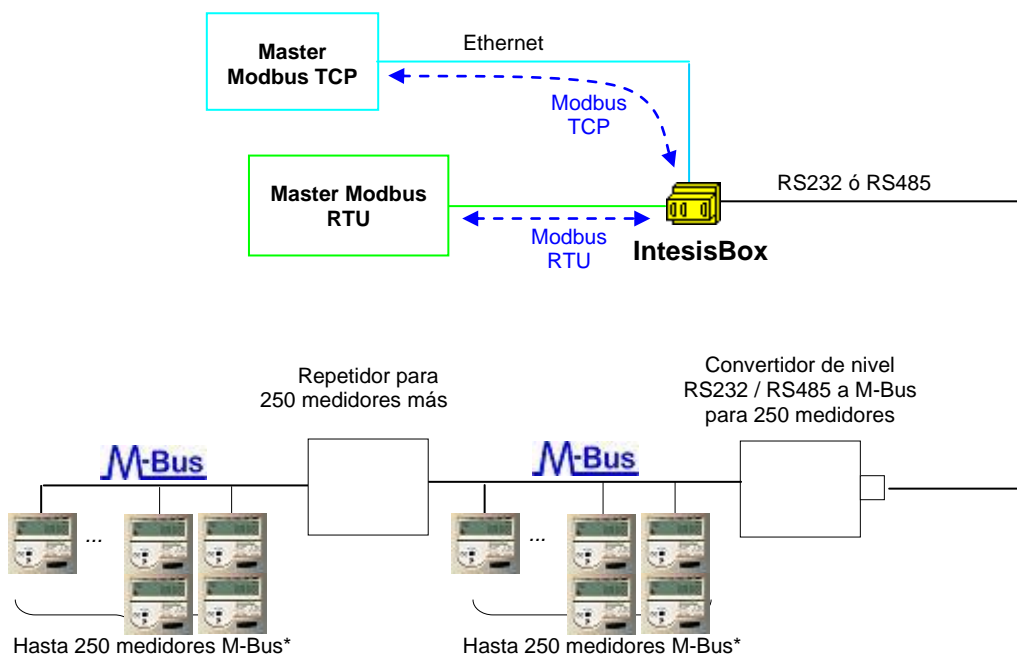 Ethernet
Master
Modbus TCP
Modbus
TCP
Master Modbus
RTU
RS232 ó RS485
Modbus
RTU
IntesisBox
Repetidor para
250 medidores más
Convertidor de nivel
RS232 / RS485 a M-Bus
para 250 medidores
M-Bus
M-Bus
...
...
Hasta 250 medidores M-Bus*
Hasta 250 medidores M-Bus*